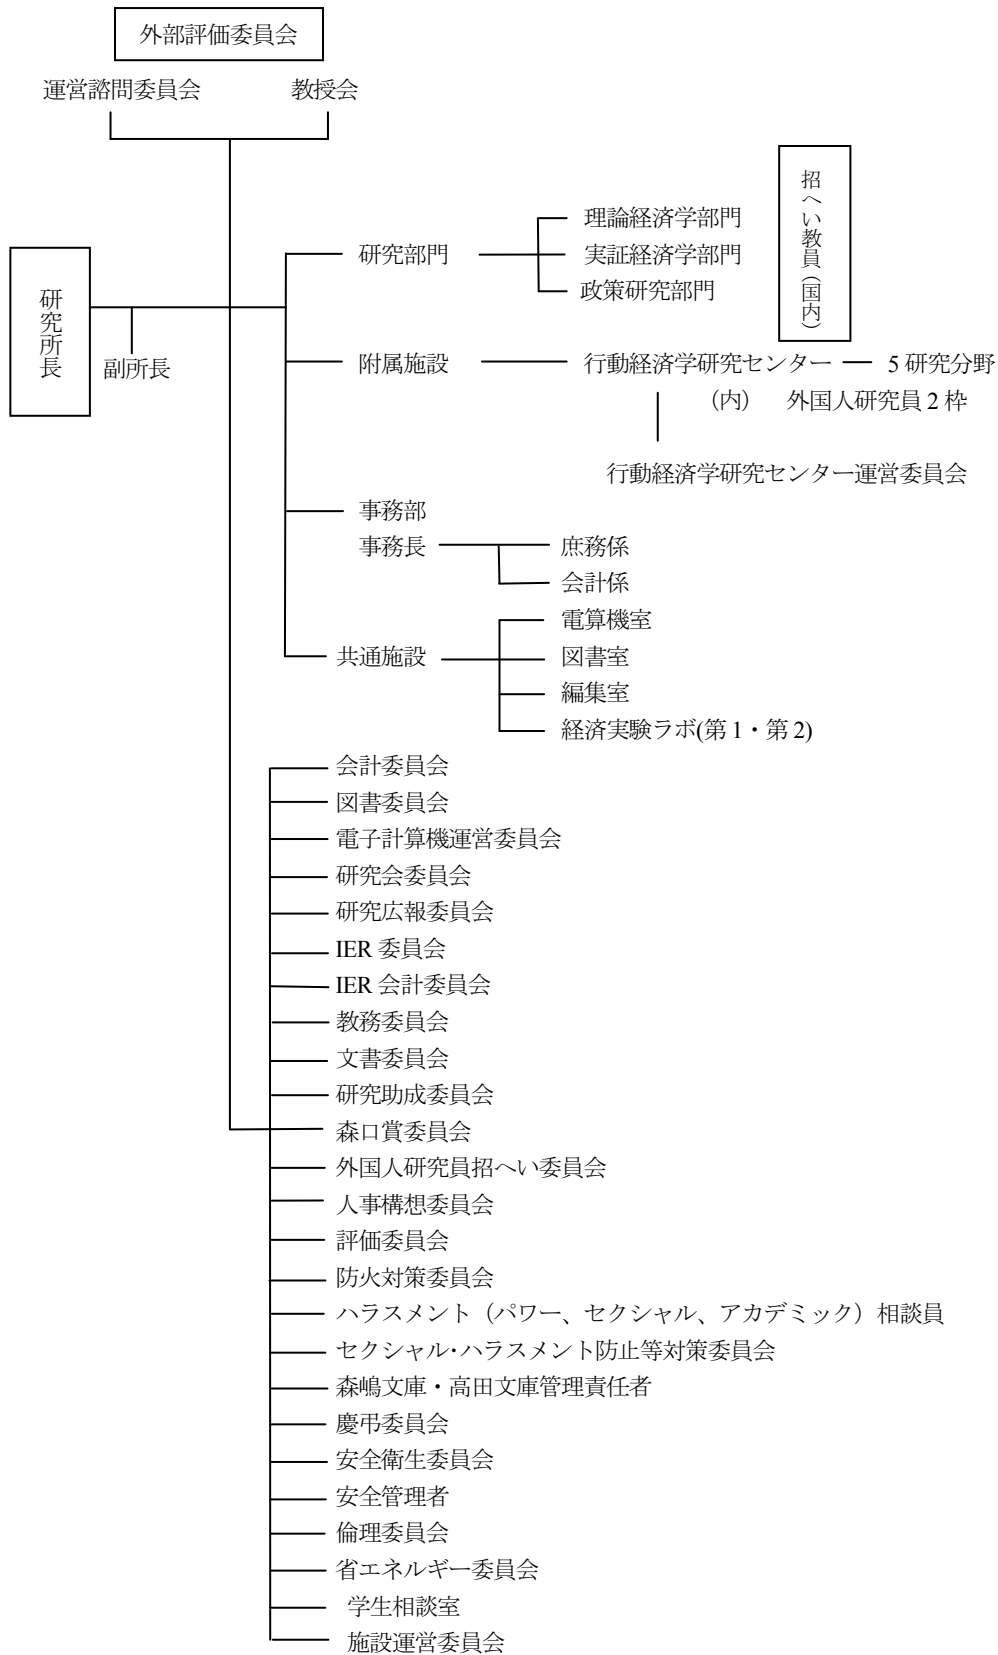 外部評価委員会
運営諮問委員会
教授会
招へい教員(国内)
研究所長
副所長
研究部門
理論経済学部門
実証経済学部門
政策研究部門
附属施設
行動経済学研究センター
5 研究分野
（内） 外国人研究員 2 枠
行動経済学研究センター運営委員会
事務部
事務長
庶務係
会計係
共通施設
電算機室
図書室
編集室
経済実験ラボ(第 1・第 2)
会計委員会
図書委員会
電子計算機運営委員会
研究会委員会
研究広報委員会
IER 委員会
IER 会計委員会
教務委員会
文書委員会
研究助成委員会
森口賞委員会
外国人研究員招へい委員会
人事構想委員会
評価委員会
防火対策委員会
ハラスメント（パワー、セクシャル、アカデミック）相談員
セクシャル・ハラスメント防止等対策委員会
森嶋文庫・高田文庫管理責任者
慶弔委員会
安全衛生委員会
安全管理者
倫理委員会
省エネルギー委員会
学生相談室
施設運営委員会